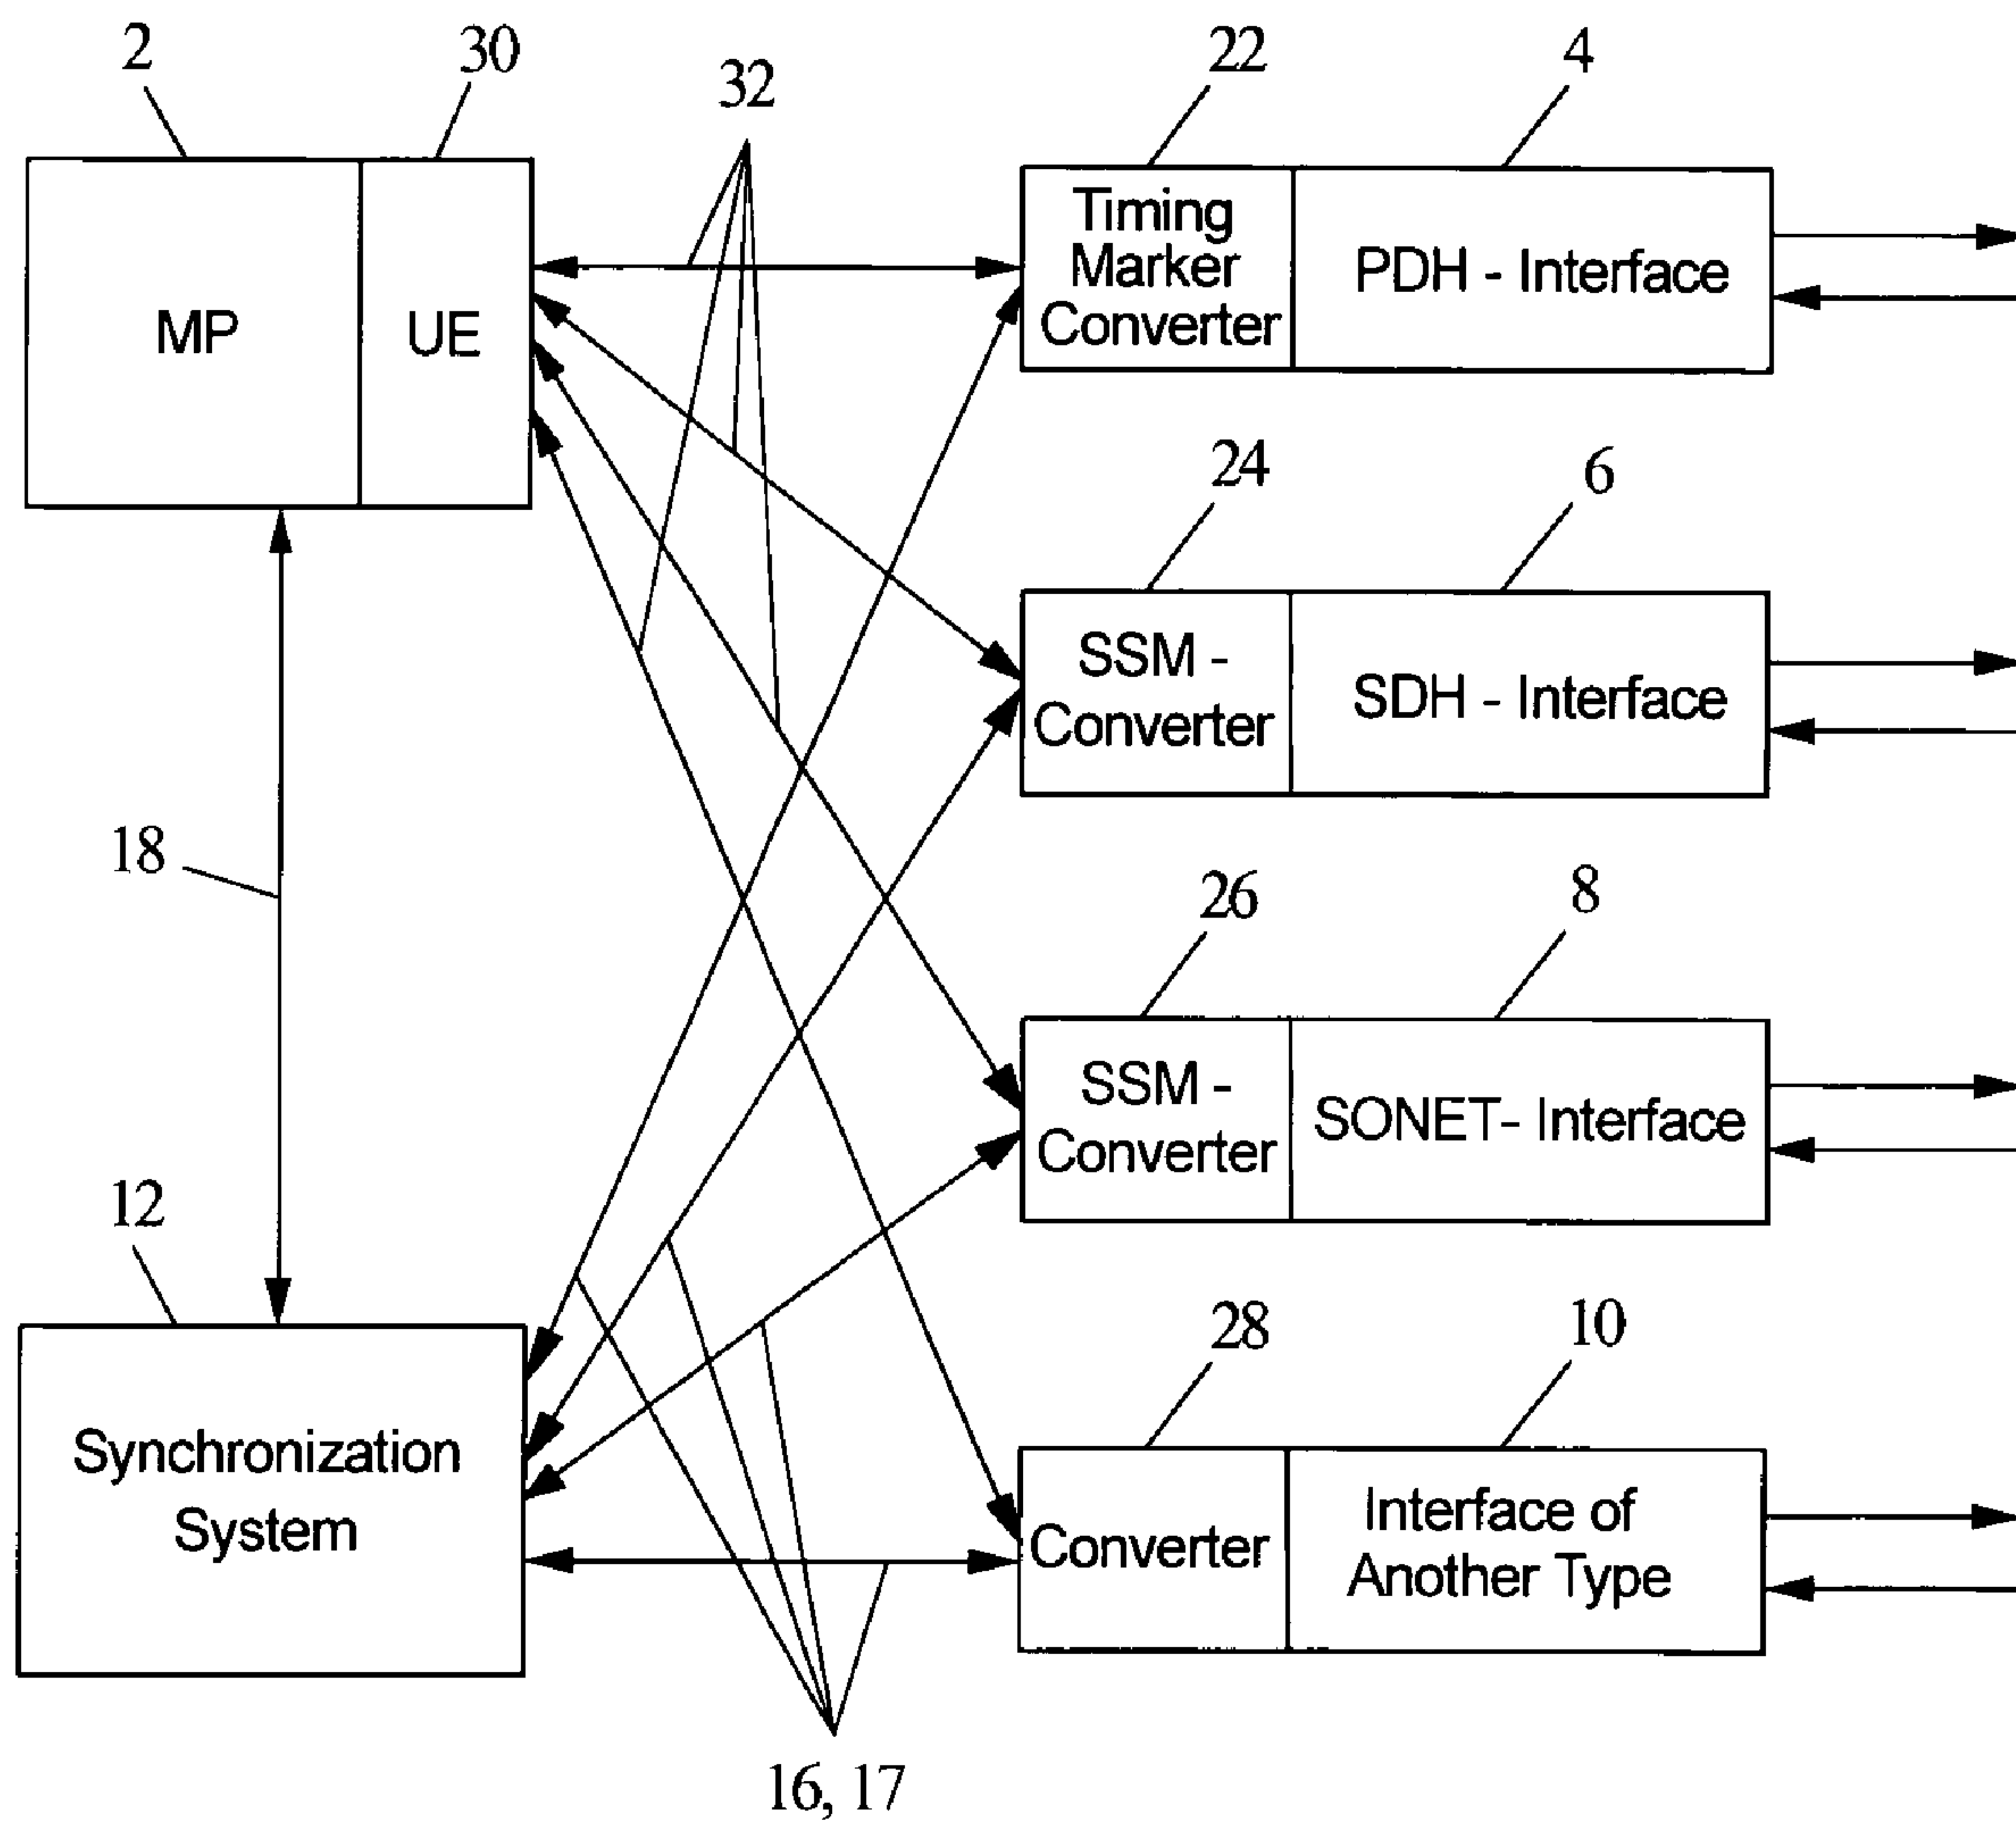 2
30
32
22
4
MP
UE
Timing
Marker
Converter
PDH - Interface
24
6
SSM -
Converter
SDH - Interface
18
26
8
SSM -
Converter
SONET- Interface
12
28
10
Synchronization
System
Converter
Interface of
Another Type
16, 17